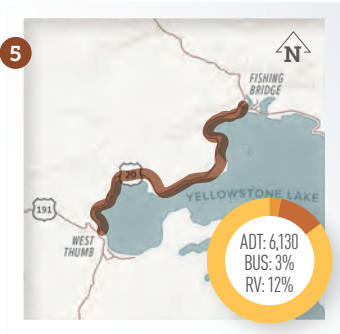 5
N
FISHING
BRIDGE
20
YELLOWSTONE LAKE
191
WEST
THUMB
ADT: 6,130
BUS: 3%
RV: 12%